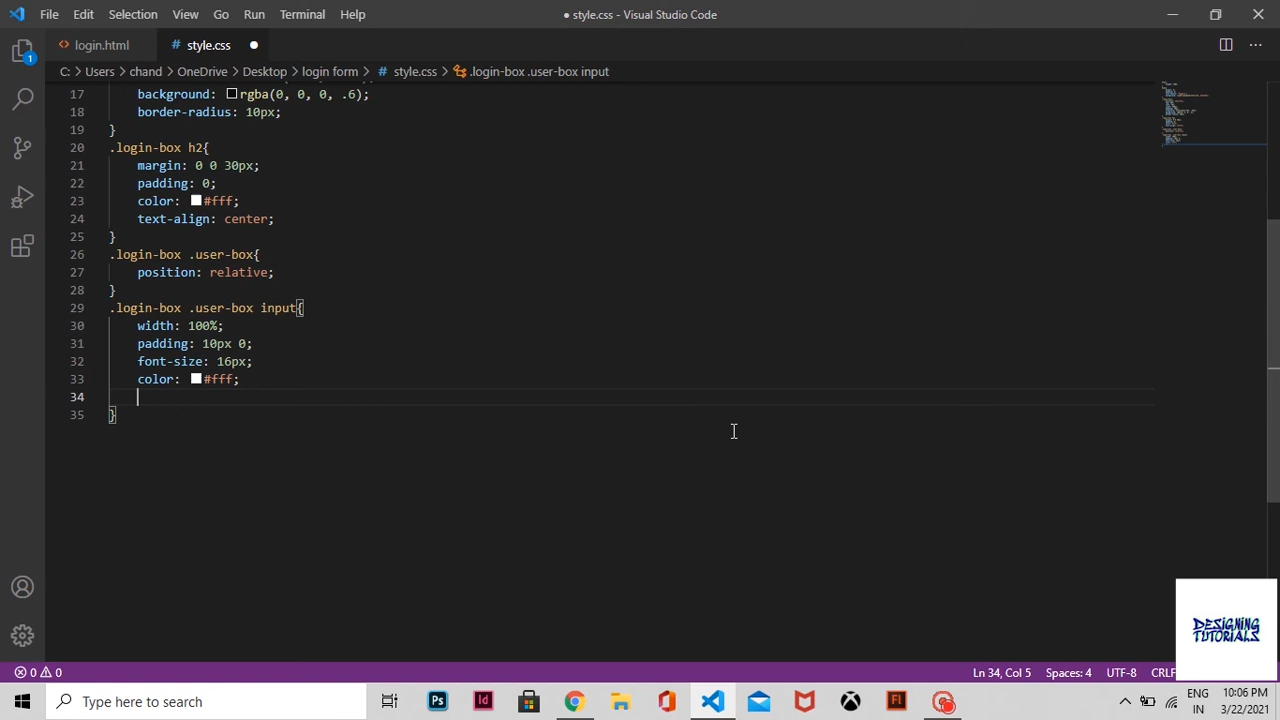 File Edit Selection View Go Run Terminal Help
● style.css - Visual Studio Code
<> login.html
# style.css ●
C: > Users > chand > OneDrive > Desktop > login form > # style.css > .login-box .user-box input
1
17 background: rgba(0, 0, 0, .6);
18 border-radius: 10px;
19 }
20 .login-box h2{
21 margin: 0 0 30px;
22 padding: 0;
23 color: #fff;
24 text-align: center;
25 }
26 .login-box .user-box{
27 position: relative;
28 }
29 .login-box .user-box input{
30 width: 100%;
31 padding: 10px 0;
32 font-size: 16px;
33 color: #fff;
34
35 }
DESIGNING
TUTORIALS
0 0
Ln 34, Col 5 Spaces: 4 UTF-8 CRLF
Type here to search
Ps Id Fl
ENG 10:06 PM
IN 3/22/2021